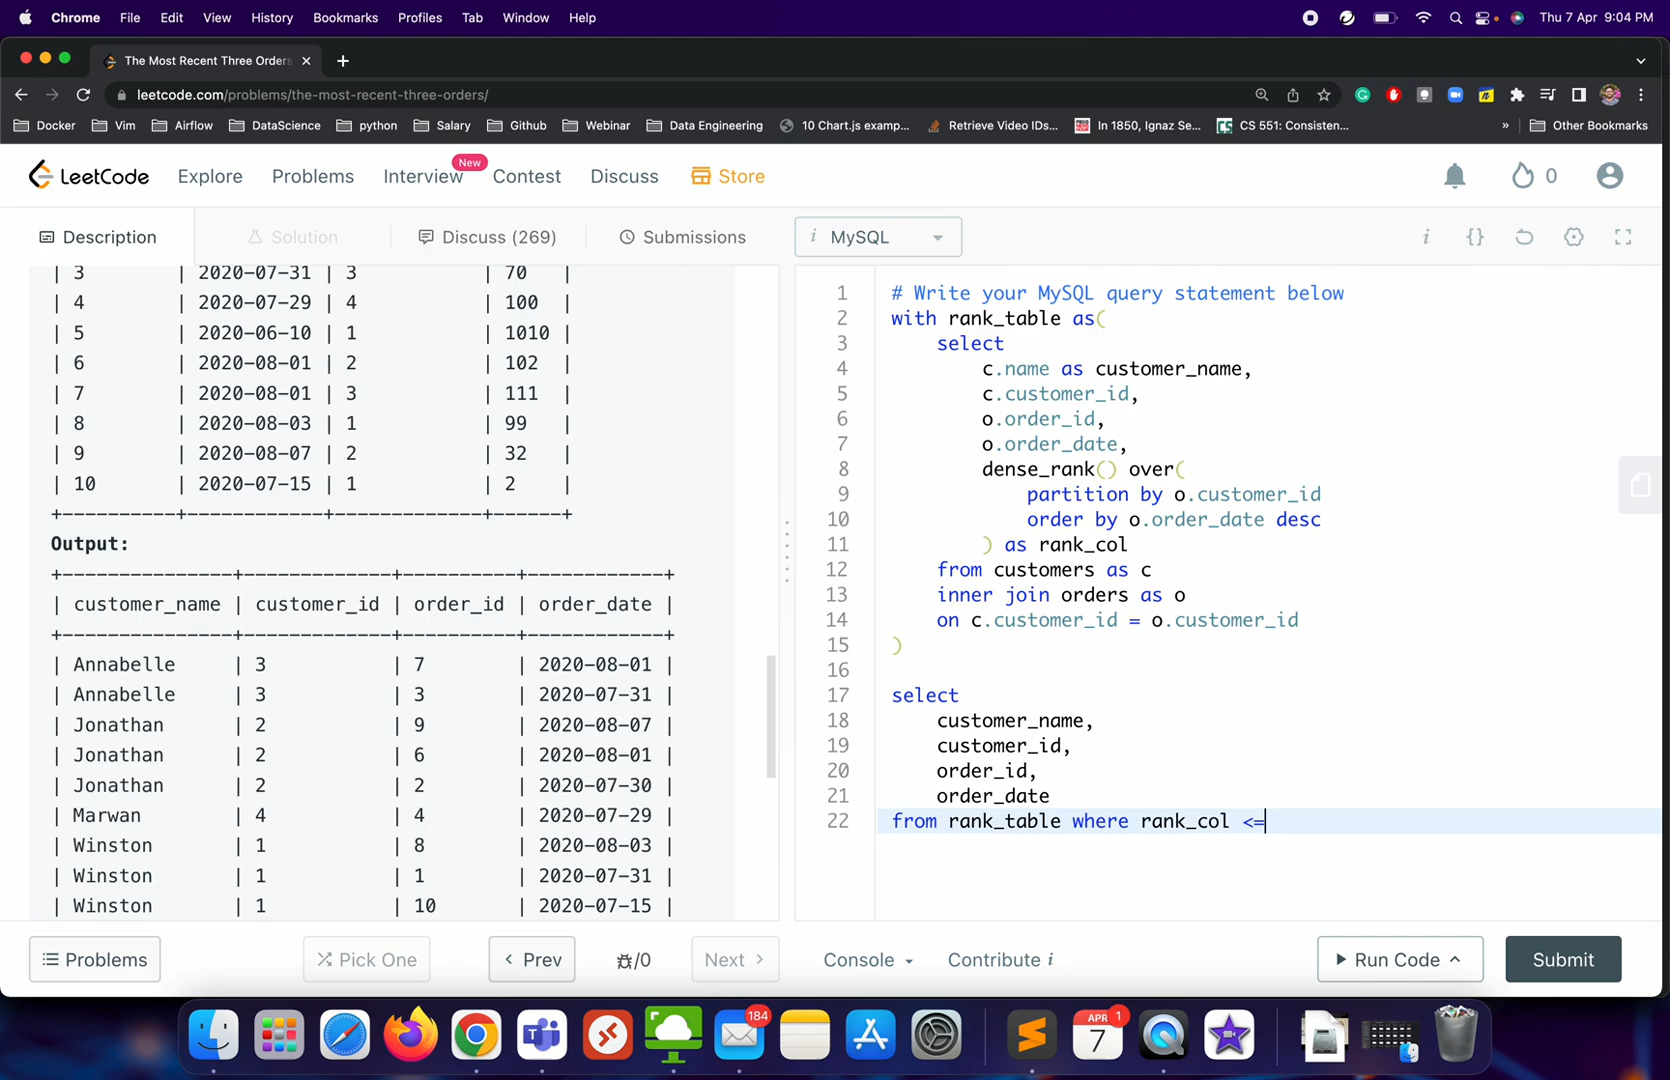 Chrome File Edit View History Bookmarks Profiles Tab Window Help Thu 7 Apr 9:04 PM
The Most Recent Three Orders
leetcode.com/problems/the-most-recent-three-orders/
Docker Vim Airflow DataScience python Salary Github Webinar Data Engineering 10 Chart.js examp... Retrieve Video IDs... In 1850, Ignaz Se... CS 551: Consisten... » Other Bookmarks
LeetCode Explore Problems Interview New Contest Discuss Store 0
Description Solution Discuss (269) Submissions i MySQL i {}
| 3 | 2020-07-31 | 3 | 70 |
| 4 | 2020-07-29 | 4 | 100 |
| 5 | 2020-06-10 | 1 | 1010 |
| 6 | 2020-08-01 | 2 | 102 |
| 7 | 2020-08-01 | 3 | 111 |
| 8 | 2020-08-03 | 1 | 99 |
| 9 | 2020-08-07 | 2 | 32 |
| 10 | 2020-07-15 | 1 | 2 |
+----------+------------+-------------+------+
Output:
+---------------+-------------+----------+------------+
| customer_name | customer_id | order_id | order_date |
+---------------+-------------+----------+------------+
| Annabelle | 3 | 7 | 2020-08-01 |
| Annabelle | 3 | 3 | 2020-07-31 |
| Jonathan | 2 | 9 | 2020-08-07 |
| Jonathan | 2 | 6 | 2020-08-01 |
| Jonathan | 2 | 2 | 2020-07-30 |
| Marwan | 4 | 4 | 2020-07-29 |
| Winston | 1 | 8 | 2020-08-03 |
| Winston | 1 | 1 | 2020-07-31 |
| Winston | 1 | 10 | 2020-07-15 |
1 # Write your MySQL query statement below
2 with rank_table as(
3 select
4 c.name as customer_name,
5 c.customer_id,
6 o.order_id,
7 o.order_date,
8 dense_rank() over(
9 partition by o.customer_id
10 order by o.order_date desc
11 ) as rank_col
12 from customers as c
13 inner join orders as o
14 on c.customer_id = o.customer_id
15 )
16
17 select
18 customer_name,
19 customer_id,
20 order_id,
21 order_date
22 from rank_table where rank_col <=
Problems Pick One Prev /0 Next Console Contribute i Run Code Submit
184 APR 7 1